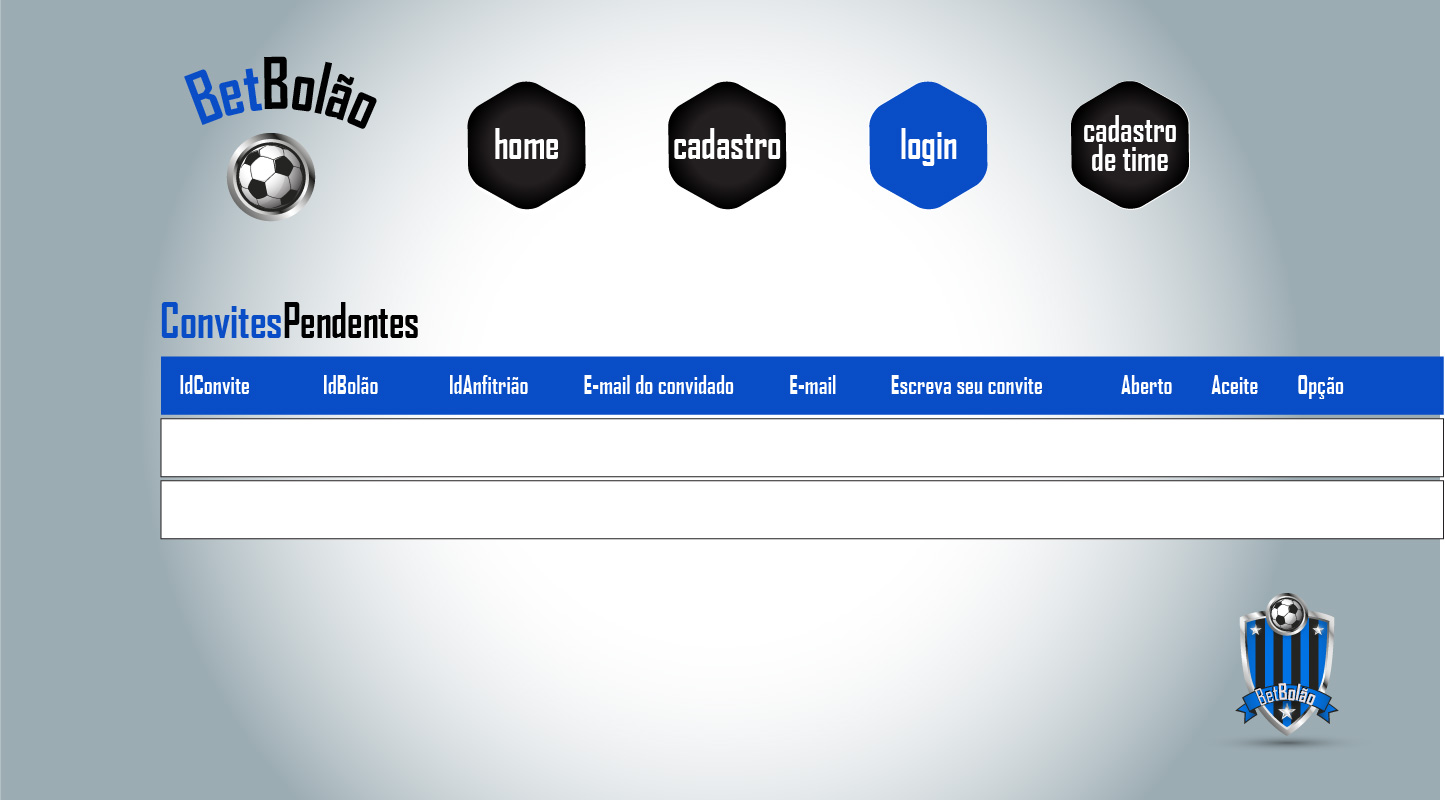 BetBolão
home
cadastro
login
cadastro
de time
ConvitesPendentes
IdConvite IdBolão IdAnfitrião E-mail do convidado E-mail Escreva seu convite Aberto Aceite Opção
BetBolão